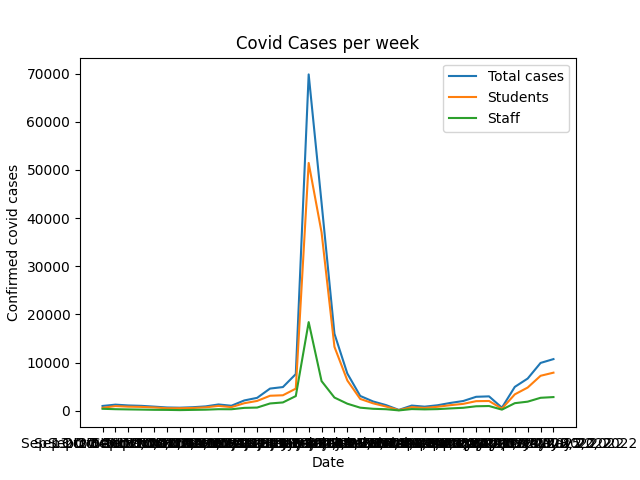 Covid Cases per week
Total cases
Students
Staff
70000
60000
50000
40000
30000
20000
10000
0
Confirmed covid cases
Date